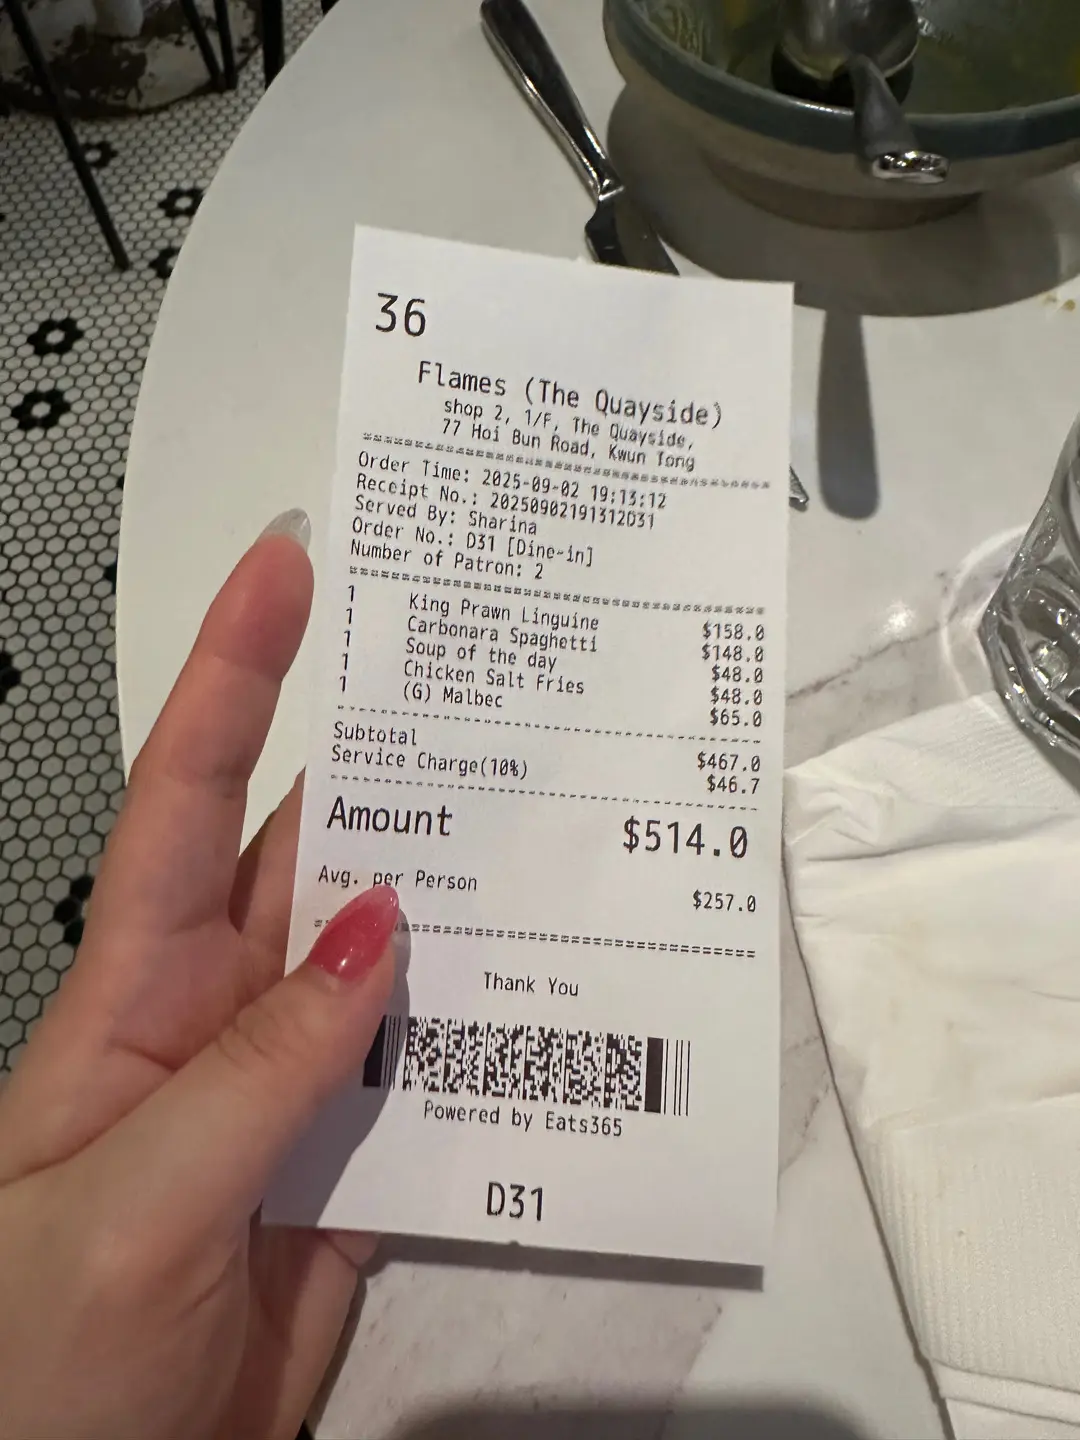 36
Flames (The Quayside)
shop 2, 1/F, The Quayside,
77 Hoi Bun Road, Kwun Tong
Order Time: 2025-09-02 19:13:12
Receipt No.: 20250902191312D31
Served By: Sharina
Order No.: D31 [Dine-in]
Number of Patron: 2
1 King Prawn Linguine $158.0
1 Carbonara Spaghetti $148.0
1 Soup of the day $48.0
1 Chicken Salt Fries $48.0
1 (G) Malbec $65.0
Subtotal $467.0
Service Charge(10%) $46.7
Amount $514.0
Avg. per Person $257.0
Thank You
Powered by Eats365
D31